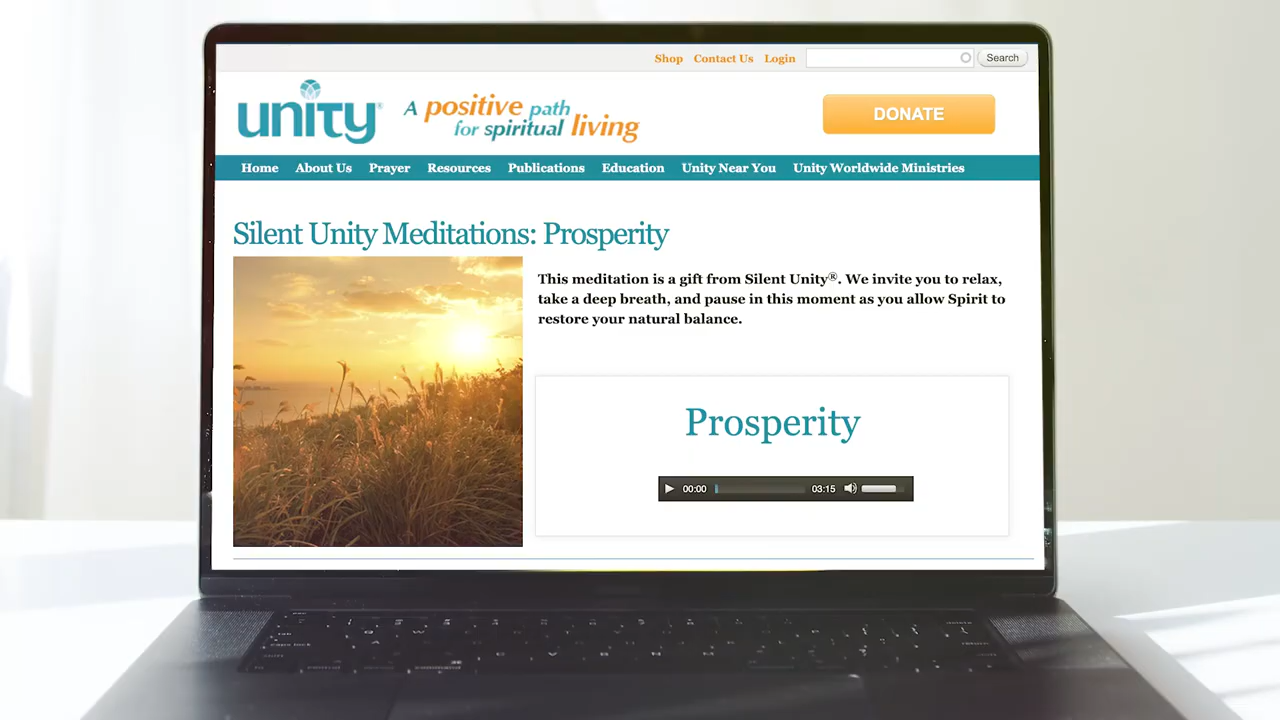 Shop Contact Us Login Search
unity® A positive path
for spiritual living
DONATE
Home About Us Prayer Resources Publications Education Unity Near You Unity Worldwide Ministries
Silent Unity Meditations: Prosperity
This meditation is a gift from Silent Unity®. We invite you to relax,
take a deep breath, and pause in this moment as you allow Spirit to
restore your natural balance.
Prosperity
00:00 03:15
tab
caps lock